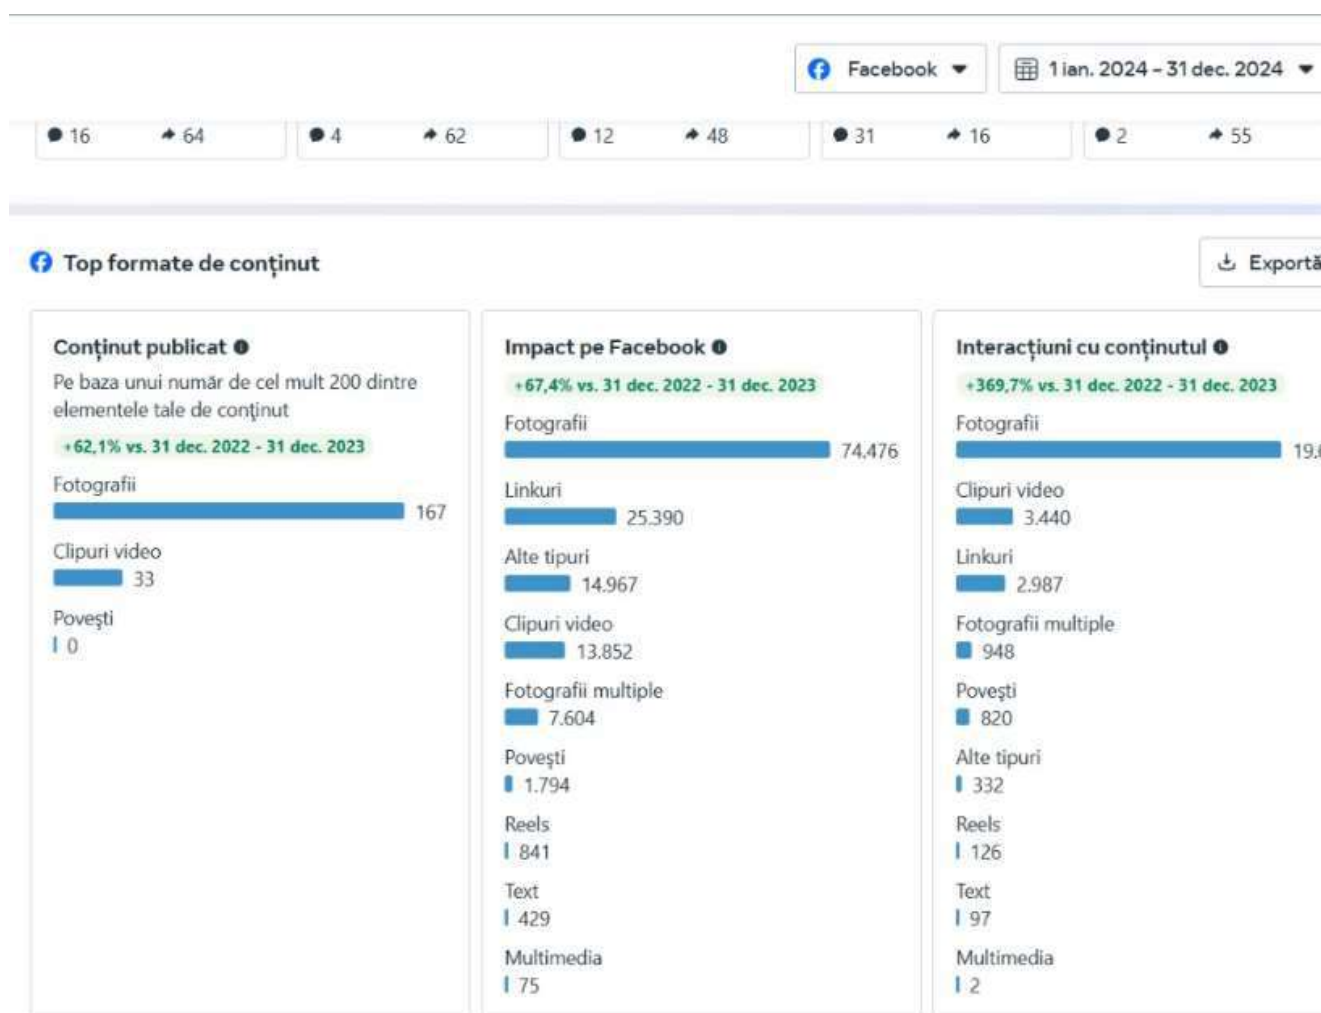 Facebook 1 ian. 2024 – 31 dec. 2024
16 64 4 62 12 48 31 16 2 55
Top formate de conținut
Exportă
Conținut publicat
Pe baza unui număr de cel mult 200 dintre
elementele tale de conținut
+62,1% vs. 31 dec. 2022 - 31 dec. 2023
Fotografii
167
Clipuri video
33
Povești
0
Impact pe Facebook
+67,4% vs. 31 dec. 2022 - 31 dec. 2023
Fotografii
74.476
Linkuri
25.390
Alte tipuri
14.967
Clipuri video
13.852
Fotografii multiple
7.604
Povești
1.794
Reels
841
Text
429
Multimedia
75
Interacțiuni cu conținutul
+369,7% vs. 31 dec. 2022 - 31 dec. 2023
Fotografii
Clipuri video
3.440
Linkuri
2.987
Fotografii multiple
948
Povești
820
Alte tipuri
332
Reels
126
Text
97
Multimedia
2